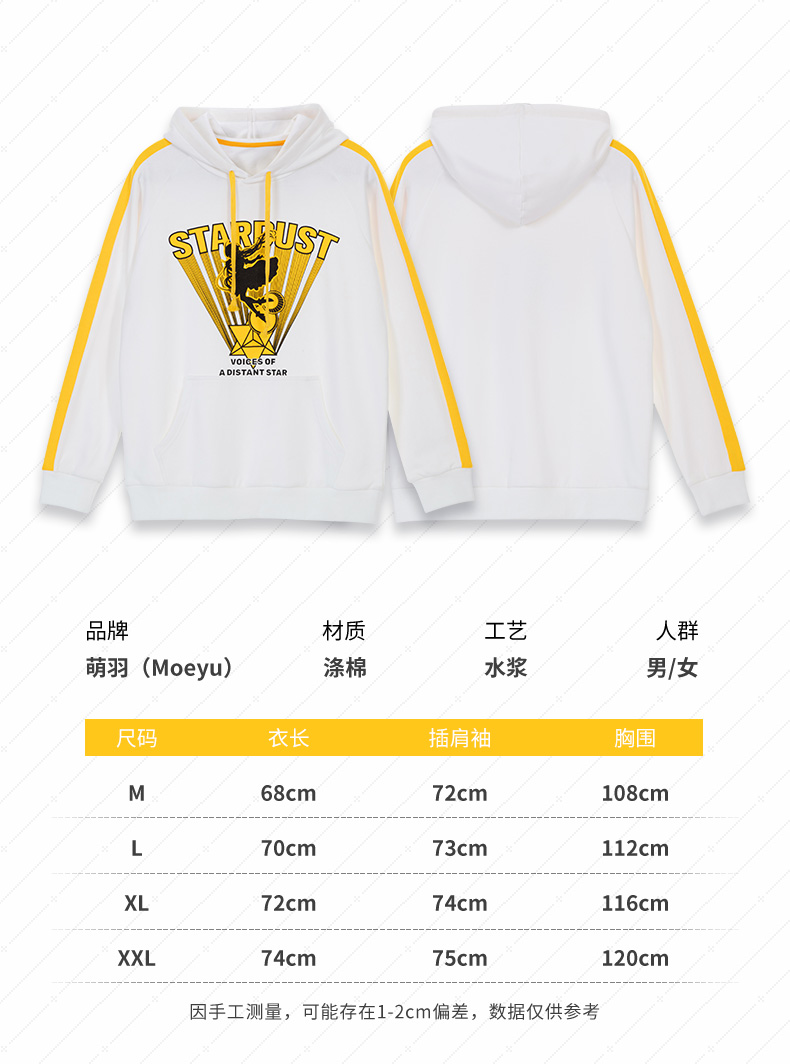 STARDUST
VOICES OF
A DISTANT STAR
品牌 材质 工艺 人群
萌羽（Moeyu） 涤棉 水浆 男/女
尺码 衣长 插肩袖 胸围
M 68cm 72cm 108cm
L 70cm 73cm 112cm
XL 72cm 74cm 116cm
XXL 74cm 75cm 120cm
因手工测量，可能存在1-2cm偏差，数据仅供参考